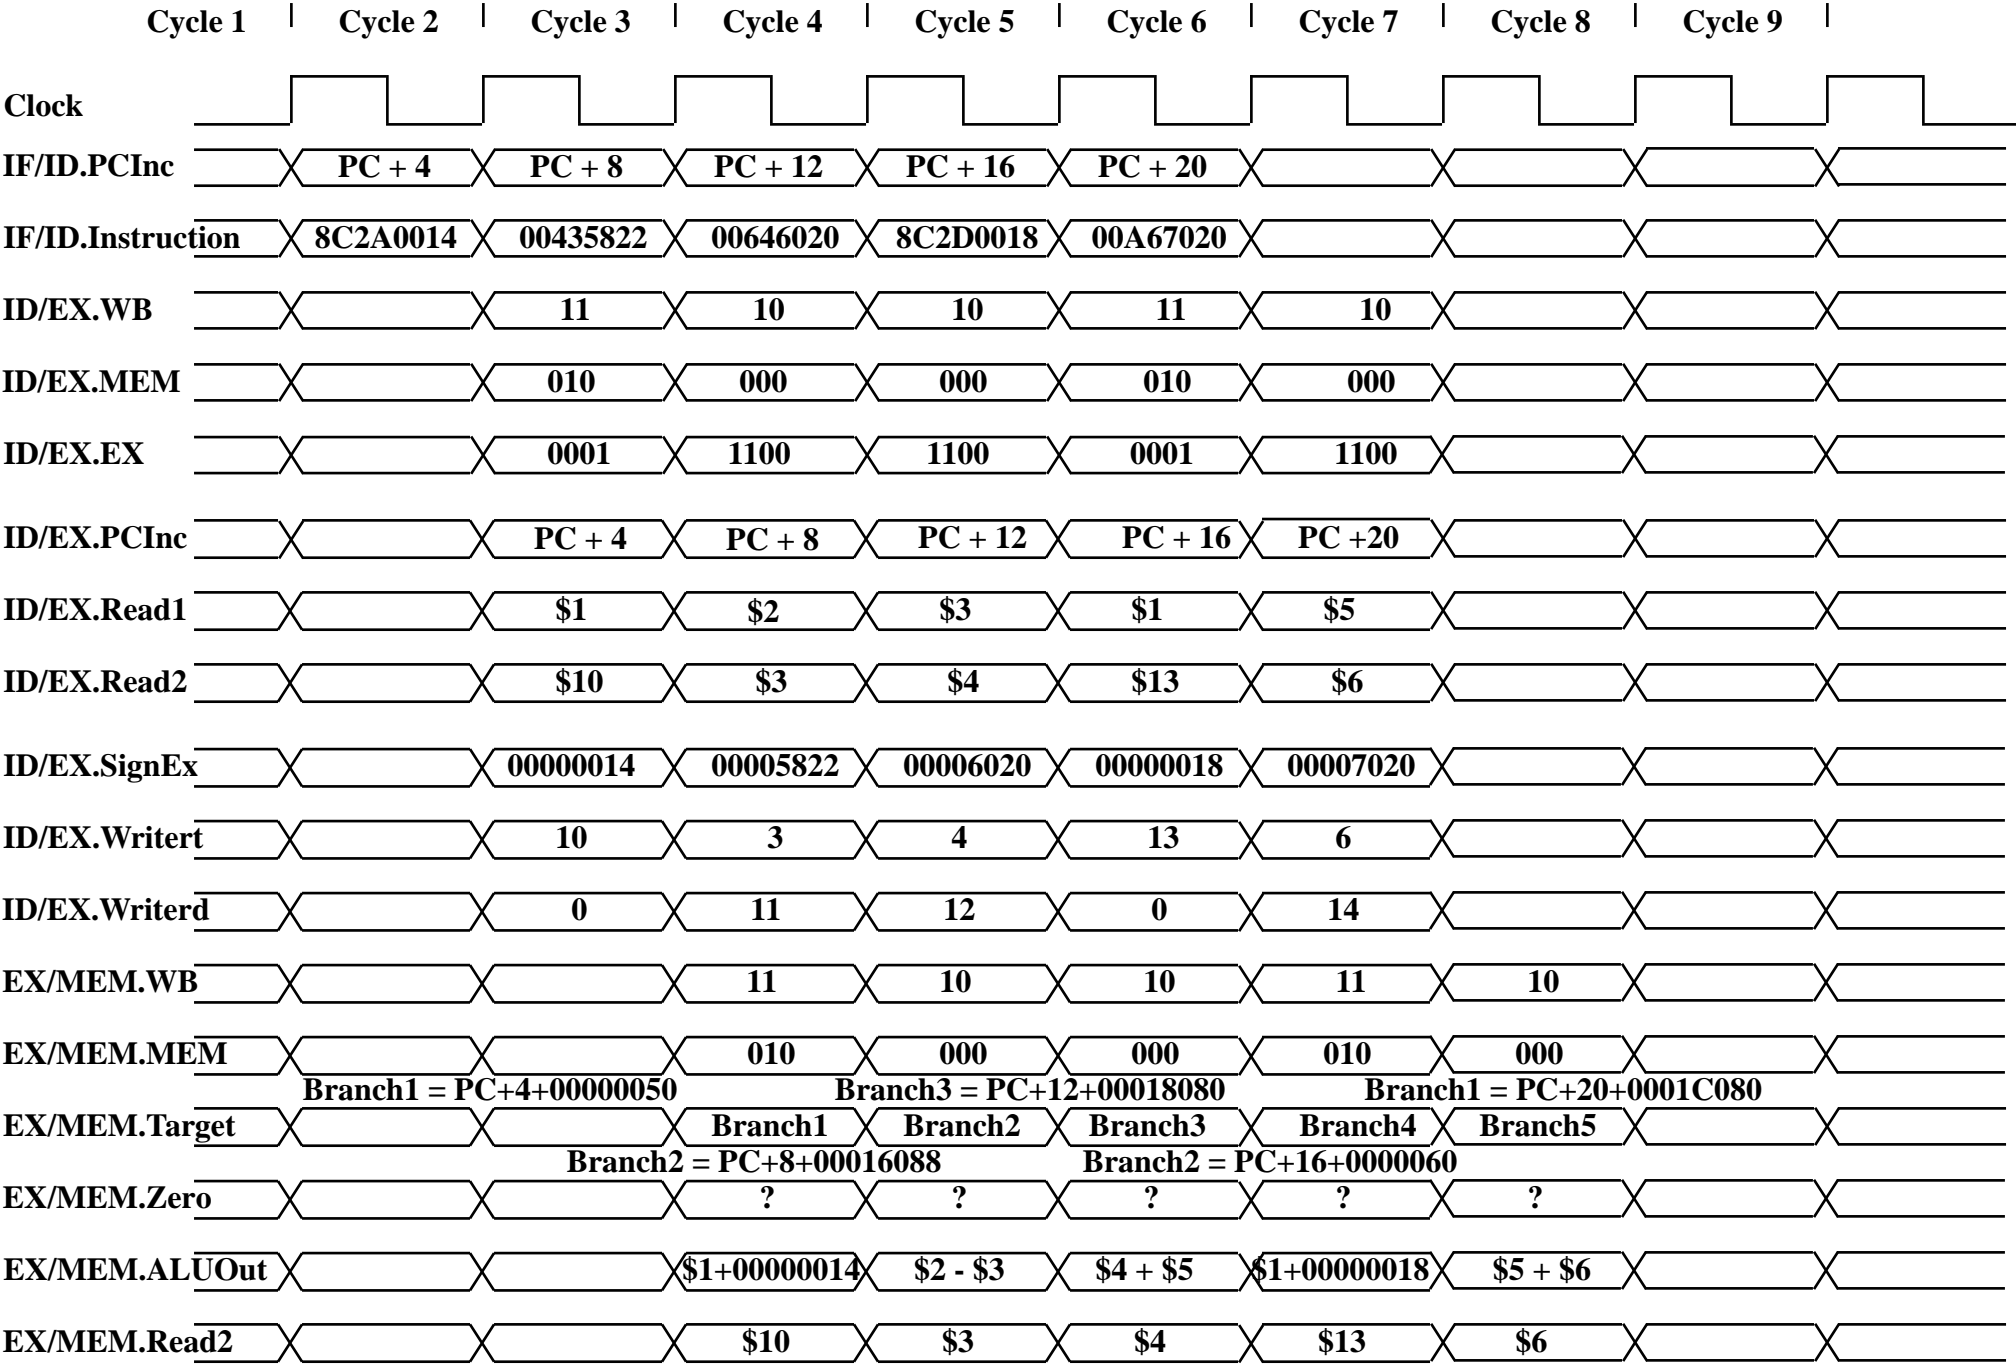 Cycle 1 Cycle 2 Cycle 3 Cycle 4 Cycle 5 Cycle 6 Cycle 7 Cycle 8 Cycle 9
Clock
IF/ID.PCInc PC + 4 PC + 8 PC + 12 PC + 16 PC + 20
IF/ID.Instruction 8C2A0014 00435822 00646020 8C2D0018 00A67020
ID/EX.WB 11 10 10 11 10
ID/EX.MEM 010 000 000 010 000
ID/EX.EX 0001 1100 1100 0001 1100
ID/EX.PCInc PC + 4 PC + 8 PC + 12 PC + 16 PC +20
ID/EX.Read1 $1 $2 $3 $1 $5
ID/EX.Read2 $10 $3 $4 $13 $6
ID/EX.SignEx 00000014 00005822 00006020 00000018 00007020
ID/EX.Writert 10 3 4 13 6
ID/EX.Writerd 0 11 12 0 14
EX/MEM.WB 11 10 10 11 10
EX/MEM.MEM 010 000 000 010 000
Branch1 = PC+4+00000050 Branch3 = PC+12+00018080 Branch1 = PC+20+0001C080
EX/MEM.Target Branch1 Branch2 Branch3 Branch4 Branch5
Branch2 = PC+8+00016088 Branch2 = PC+16+0000060
EX/MEM.Zero ? ? ? ? ?
EX/MEM.ALUOut $1+00000014 $2 - $3 $4 + $5 $1+00000018 $5 + $6
EX/MEM.Read2 $10 $3 $4 $13 $6